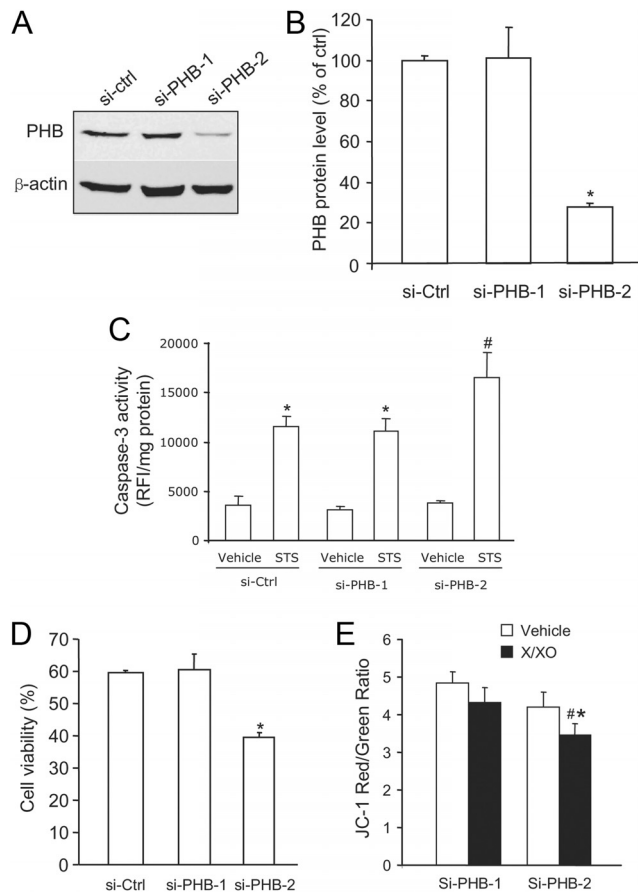 A
si-ctrl
si-PHB-1
si-PHB-2
PHB
β-actin
B
PHB protein level (% of ctrl)
120
100
80
60
40
20
0
*
si-Ctrl si-PHB-1 si-PHB-2
C
Caspase-3 activity
(RFI/mg protein)
20000
15000
10000
5000
0
* * #
Vehicle STS Vehicle STS Vehicle STS
si-Ctrl si-PHB-1 si-PHB-2
D
Cell viability (%)
70
60
50
40
30
20
10
0
*
si-Ctrl si-PHB-1 si-PHB-2
E
Vehicle
X/XO
JC-1 Red/Green Ratio
6
5
4
3
2
1
0
#*
Si-PHB-1 Si-PHB-2